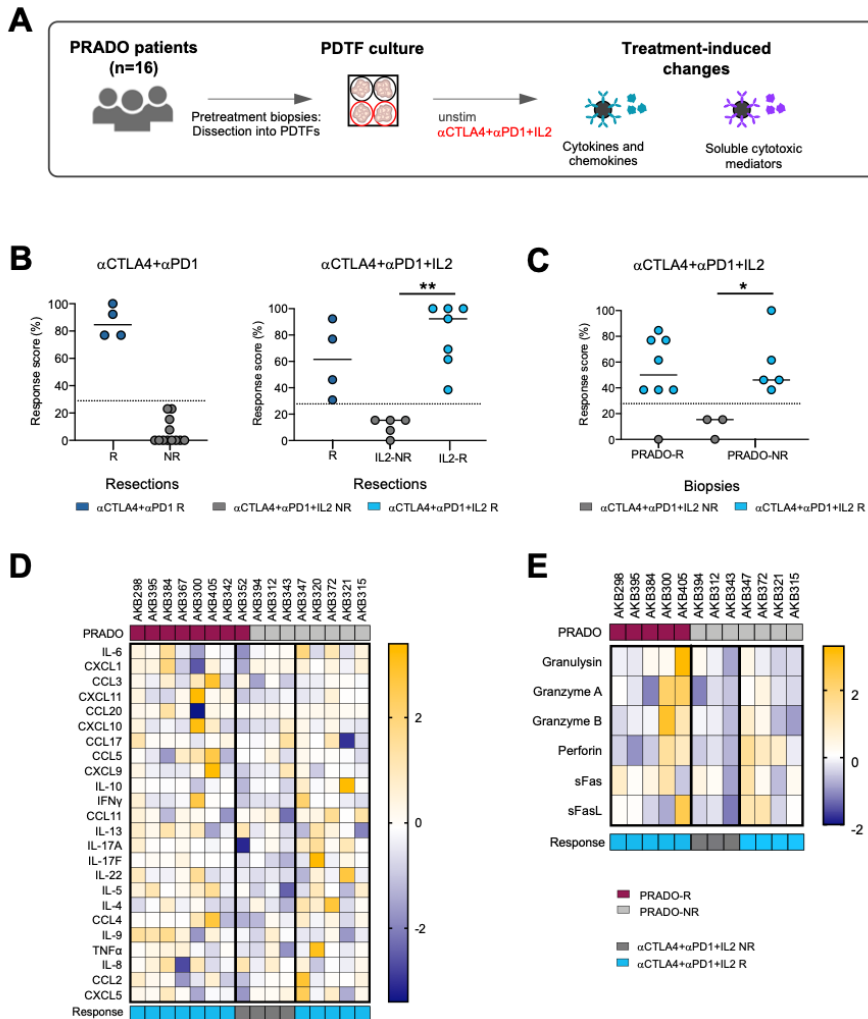 A
PRADO patients
(n=16)
Pretreatment biopsies:
Dissection into PDTFs
PDTF culture
unstim
αCTLA4+αPD1+IL2
Treatment-induced
changes
Cytokines and
chemokines
Soluble cytotoxic
mediators
B
αCTLA4+αPD1
Response score (%)
100
80
60
40
20
0
R
NR
Resections
αCTLA4+αPD1+IL2
**
Response score (%)
100
80
60
40
20
0
R
IL2-NR
IL2-R
Resections
αCTLA4+αPD1 R
αCTLA4+αPD1+IL2 NR
αCTLA4+αPD1+IL2 R
C
αCTLA4+αPD1+IL2
*
Response score (%)
100
80
60
40
20
0
PRADO-R
PRADO-NR
Biopsies
αCTLA4+αPD1+IL2 NR
αCTLA4+αPD1+IL2 R
D
AKB298
AKB395
AKB384
AKB367
AKB300
AKB405
AKB342
AKB352
AKB394
AKB312
AKB343
AKB347
AKB320
AKB372
AKB321
AKB315
PRADO
IL-6
CXCL1
CCL3
CXCL11
CCL20
CXCL10
CCL17
CCL5
CXCL9
IL-10
IFNγ
CCL11
IL-13
IL-17A
IL-17F
IL-22
IL-5
IL-4
CCL4
IL-9
TNFα
IL-8
CCL2
CXCL5
Response
2
0
-2
E
AKB298
AKB395
AKB384
AKB300
AKB405
AKB394
AKB312
AKB343
AKB347
AKB372
AKB321
AKB315
PRADO
Granulysin
Granzyme A
Granzyme B
Perforin
sFas
sFasL
Response
2
0
-2
PRADO-R
PRADO-NR
αCTLA4+αPD1+IL2 NR
αCTLA4+αPD1+IL2 R